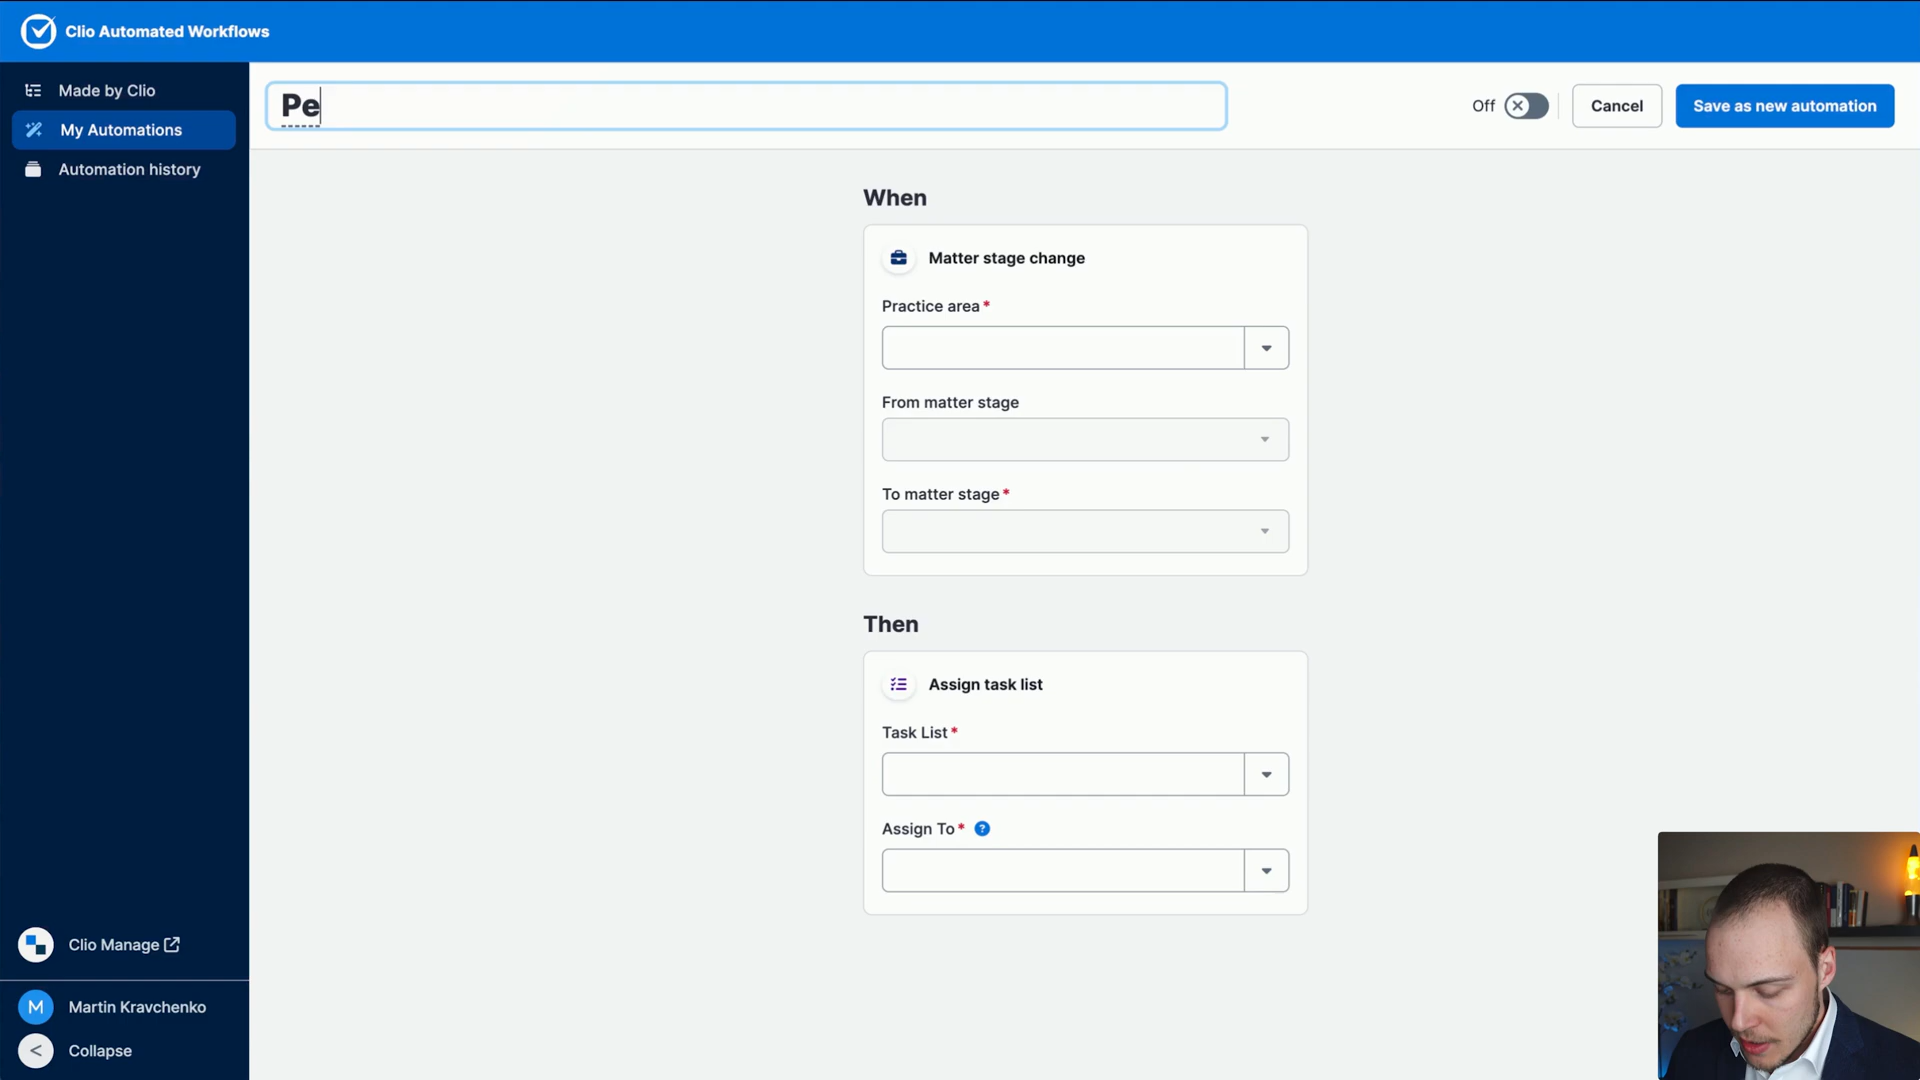 Clio Automated Workflows
Made by Clio
My Automations
Automation history
Pe
Off
Cancel
Save as new automation
When
Matter stage change
Practice area*
From matter stage
To matter stage*
Then
Assign task list
Task List*
Assign To* ?
Clio Manage
M Martin Kravchenko
< Collapse